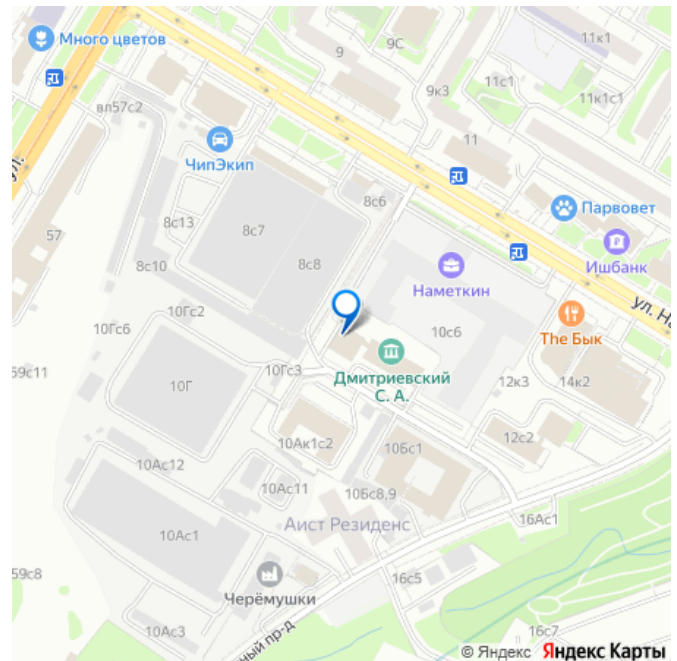 Много цветов
9
9С
11к1
9к3
11с1
11к1с1
вл57с2
ЧипЭкип
11
8с6
Парвовет
ул.
57
8с13
8с7
8с8
Ишбанк
8с10
Наметкин
ул. На
10Гс2
10Гс6
10с6
The Бык
59с11
10Г
10Гс3
Дмитриевский
С. А.
12к3
14к2
10Ак1с2
12с2
10Бс1
10Ас12
10Ас11
10Бс8,9
10Ас1
Аист Резиденс
16Ас1
59с8
Черёмушки
16с5
10Ас3
ный пр-д
16с7
© Яндекс Яндекс Карты